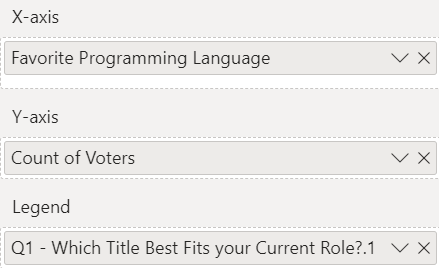 X-axis
Favorite Programming Language
Y-axis
Count of Voters
Legend
Q1 - Which Title Best Fits your Current Role?.1